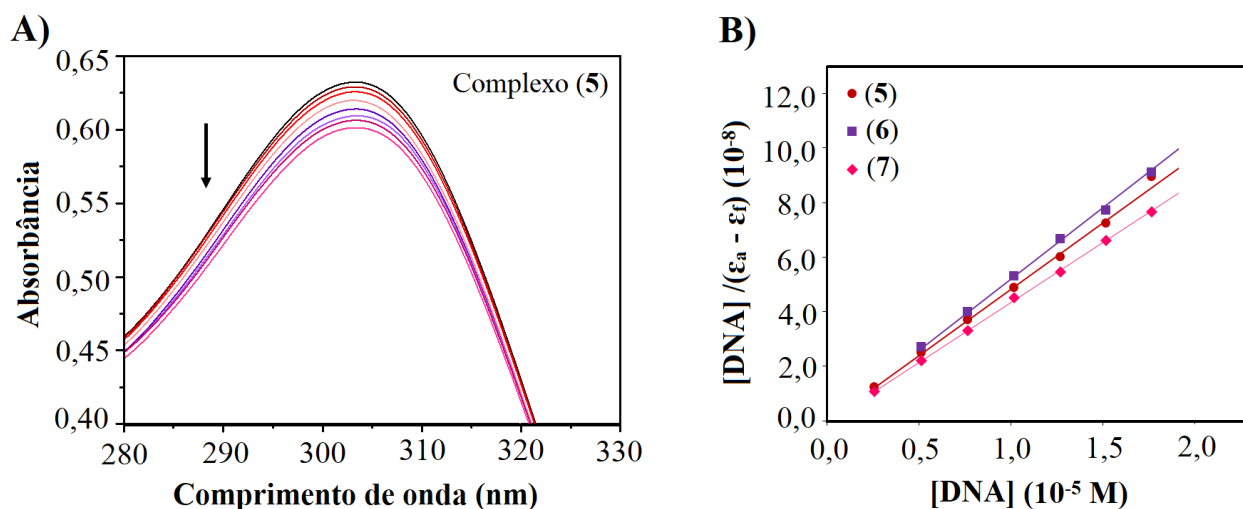 A)
0,65
0,60
0,55
0,50
0,45
0,40
Absorbância
Complexo (5)
280 290 300 310 320 330
Comprimento de onda (nm)
B)
12,0
10,0
8,0
6,0
4,0
2,0
0,0
[DNA] /(εa - εf) (10⁻⁸)
(5)
(6)
(7)
0,0 0,5 1,0 1,5 2,0
[DNA] (10⁻⁵ M)